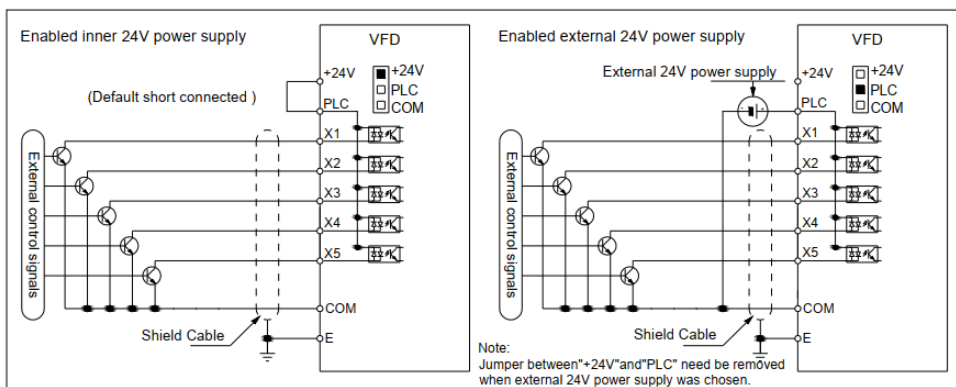 Enabled inner 24V power supply
VFD
+24V
+24V
PLC
COM
(Default short connected )
PLC
X1
X2
X3
X4
X5
External control signals
COM
Shield Cable
E
Enabled external 24V power supply
VFD
+24V
+24V
PLC
COM
External 24V power supply
PLC
X1
X2
X3
X4
X5
External control signals
COM
Shield Cable
E
Note:
Jumper between"+24V"and"PLC" need be removed
when external 24V power supply was chosen.